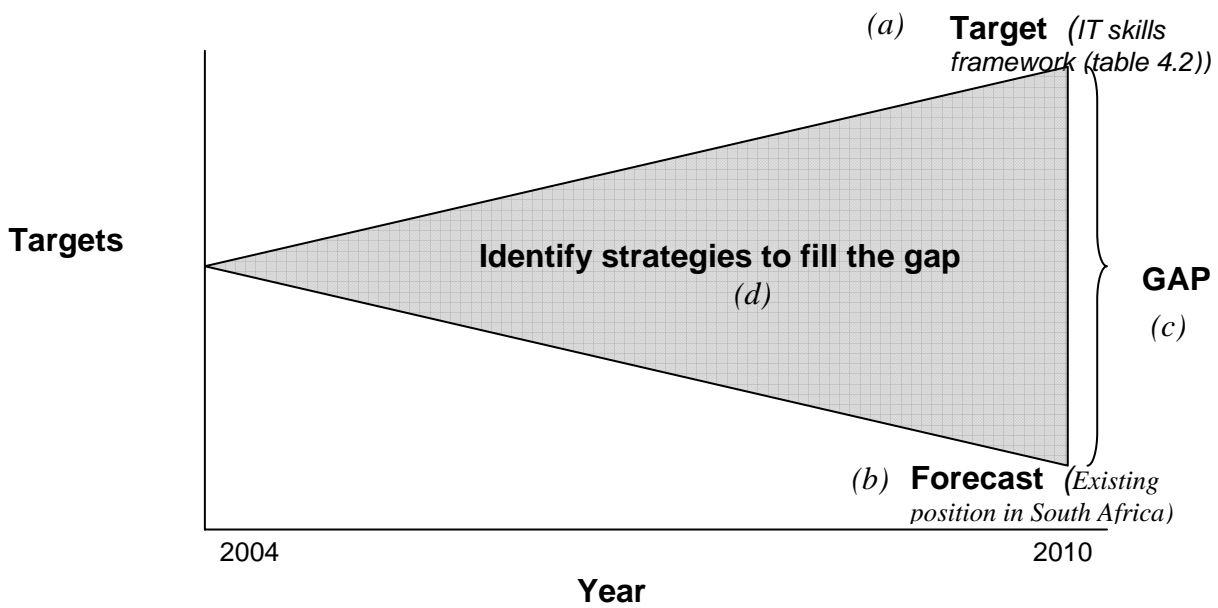 (a) Target (IT skills
framework (table 4.2))
Targets
Identify strategies to fill the gap
(d)
GAP
(c)
(b) Forecast (Existing
position in South Africa)
2004 2010
Year